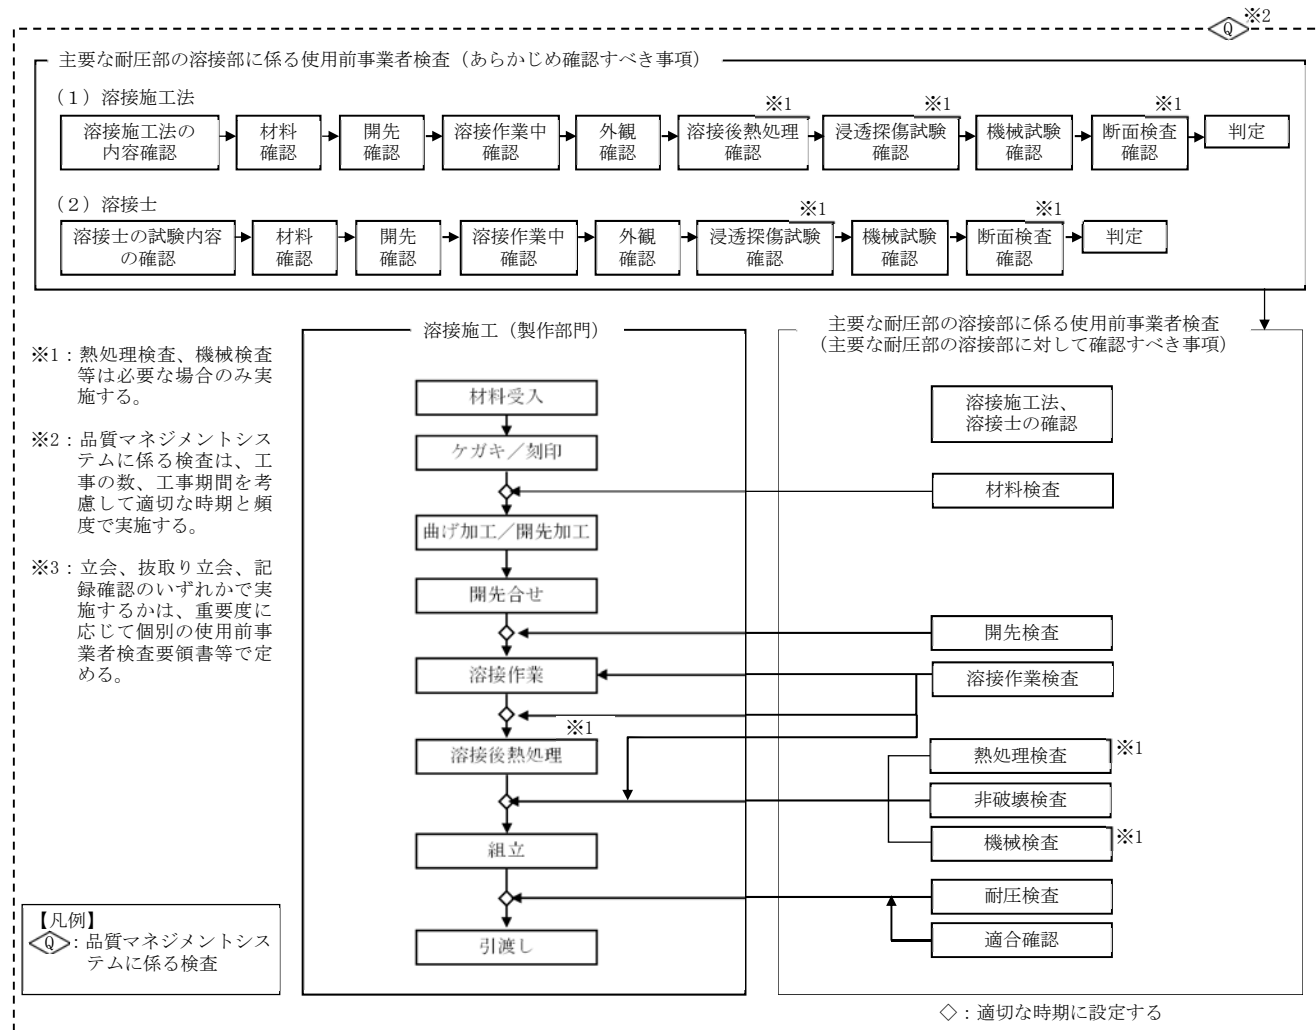 ※2
Q
主要な耐圧部の溶接部に係る使用前事業者検査（あらかじめ確認すべき事項）
（１）溶接施工法
※1
※1
※1
溶接施工法の
内容確認
材料
確認
開先
確認
溶接作業中
確認
外観
確認
溶接後熱処理
確認
浸透探傷試験
確認
機械試験
確認
断面検査
確認
判定
（２）溶接士
※1
※1
溶接士の試験内容
の確認
材料
確認
開先
確認
溶接作業中
確認
外観
確認
浸透探傷試験
確認
機械試験
確認
断面検査
確認
判定
※1：熱処理検査、機械検査
等は必要な場合のみ実
施する。
※2：品質マネジメントシス
テムに係る検査は、工
事の数、工事期間を考
慮して適切な時期と頻
度で実施する。
※3：立会、抜取り立会、記
録確認のいずれかで実
施するかは、重要度に
応じて個別の使用前事
業者検査要領書等で定
める。
溶接施工（製作部門）
材料受入
ケガキ／刻印
曲げ加工／開先加工
開先合せ
溶接作業
※1
溶接後熱処理
組立
引渡し
主要な耐圧部の溶接部に係る使用前事業者検査
（主要な耐圧部の溶接部に対して確認すべき事項）
溶接施工法、
溶接士の確認
材料検査
開先検査
溶接作業検査
熱処理検査
※1
非破壊検査
機械検査
※1
耐圧検査
適合確認
【凡例】
Q：品質マネジメントシス
テムに係る検査
◇：適切な時期に設定する